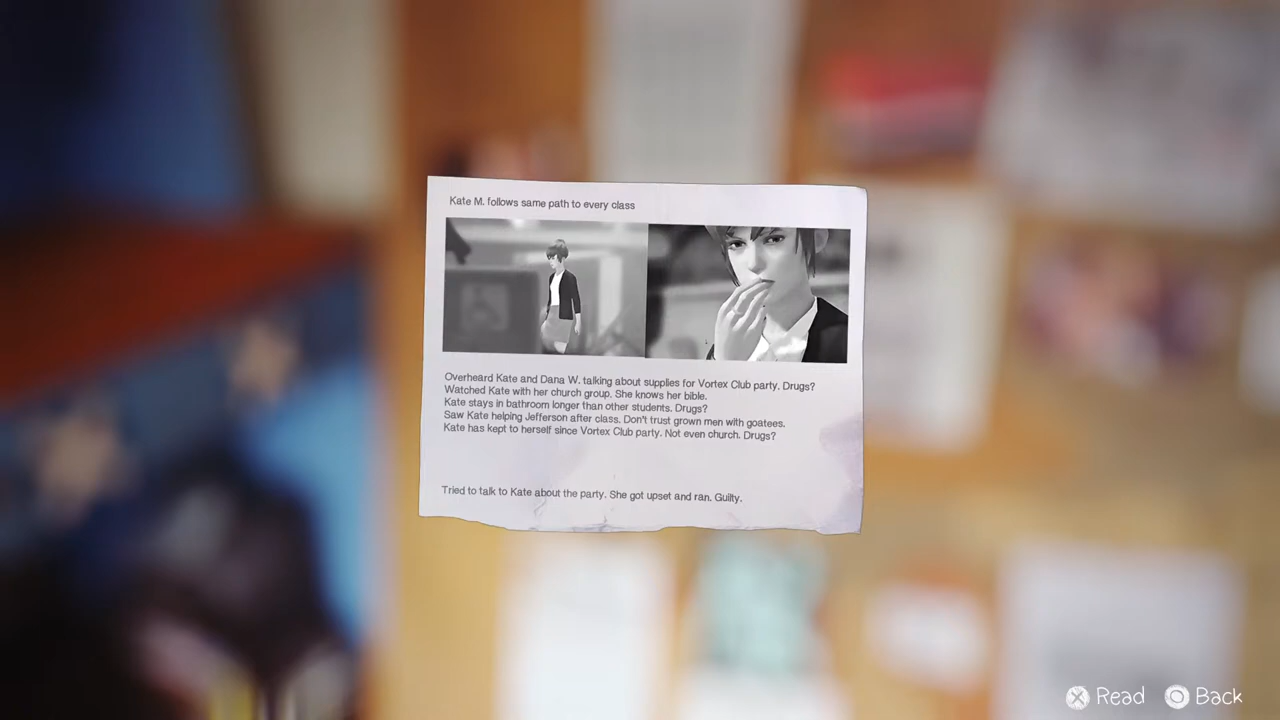 Kate M. follows same path to every class
Overheard Kate and Dana W. talking about supplies for Vortex Club party. Drugs?
Watched Kate with her church group. She knows her bible.
Kate stays in bathroom longer than other students. Drugs?
Saw Kate helping Jefferson after class. Don't trust grown men with goatees.
Kate has kept to herself since Vortex Club party. Not even church. Drugs?
Tried to talk to Kate about the party. She got upset and ran. Guilty.
Read Back